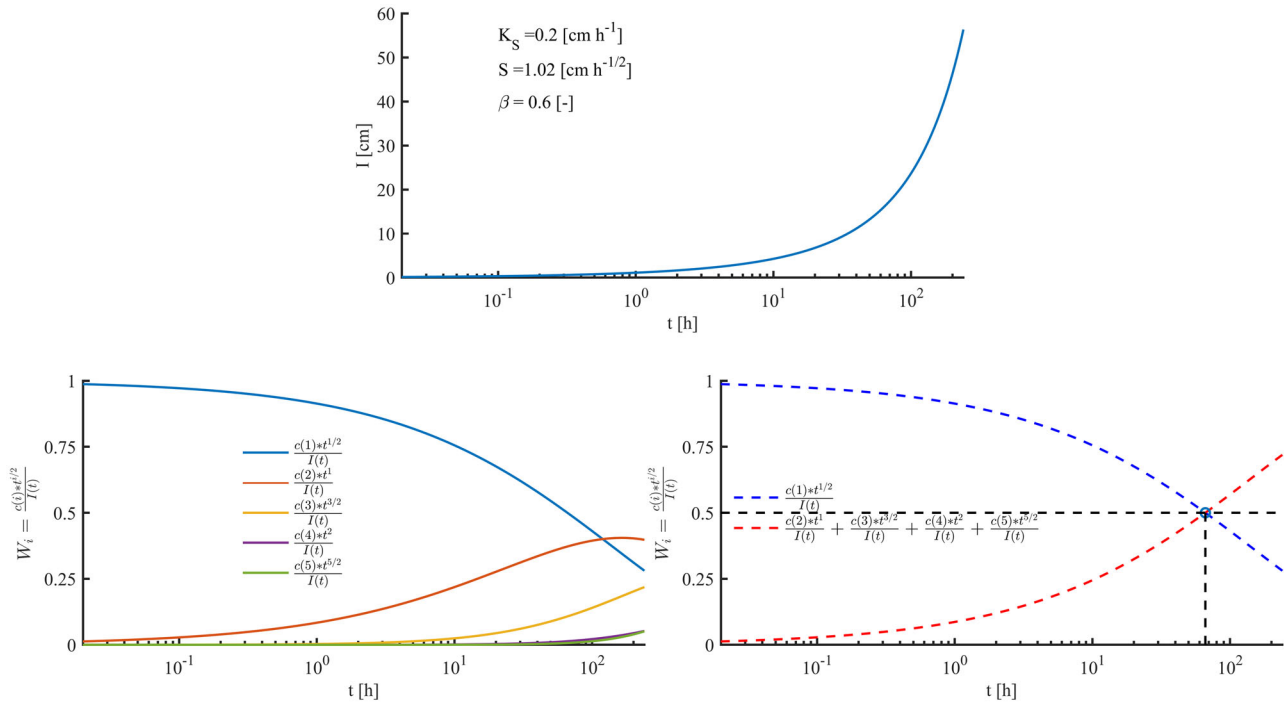 60
50
40
30
20
10
0
I [cm]
K_S =0.2 [cm h^-1]
S =1.02 [cm h^-1/2]
β = 0.6 [-]
10^-1 10^0 10^1 10^2
t [h]
1
0.75
0.5
0.25
0
W_i = c(i)*t^{i/2} / I(t)
c(1)*t^{1/2} / I(t)
c(2)*t^1 / I(t)
c(3)*t^{3/2} / I(t)
c(4)*t^2 / I(t)
c(5)*t^{5/2} / I(t)
10^-1 10^0 10^1 10^2
t [h]
1
0.75
0.5
0.25
0
W_i = c(i)*t^{i/2} / I(t)
c(1)*t^{1/2} / I(t)
c(2)*t^1 / I(t) + c(3)*t^{3/2} / I(t) + c(4)*t^2 / I(t) + c(5)*t^{5/2} / I(t)
10^-1 10^0 10^1 10^2
t [h]